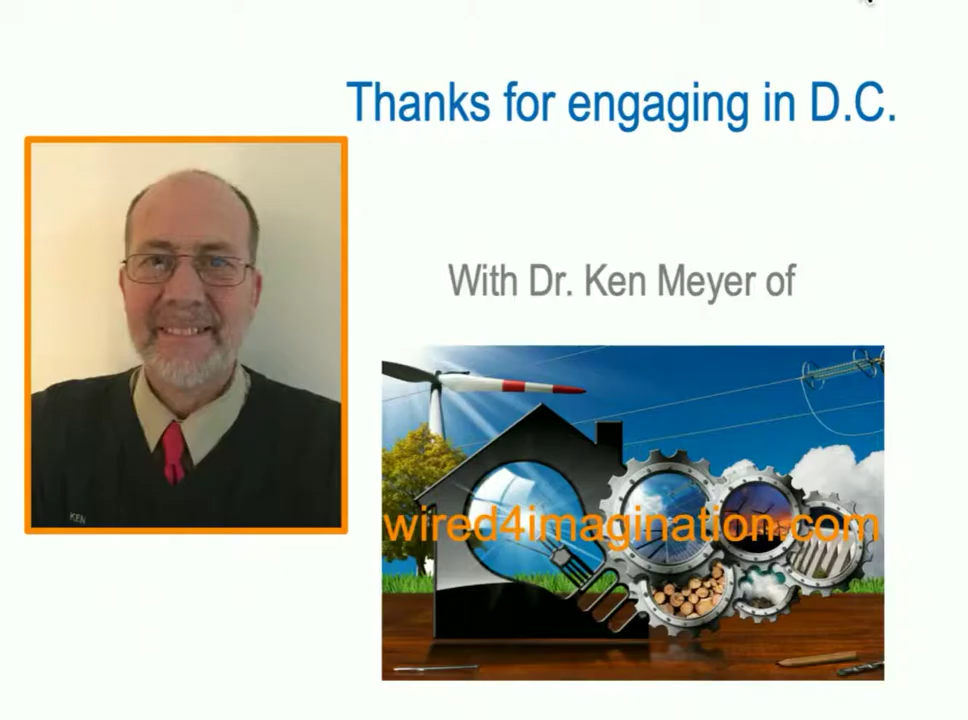 Thanks for engaging in D.C.
With Dr. Ken Meyer of
KEN
wired4imagination.com